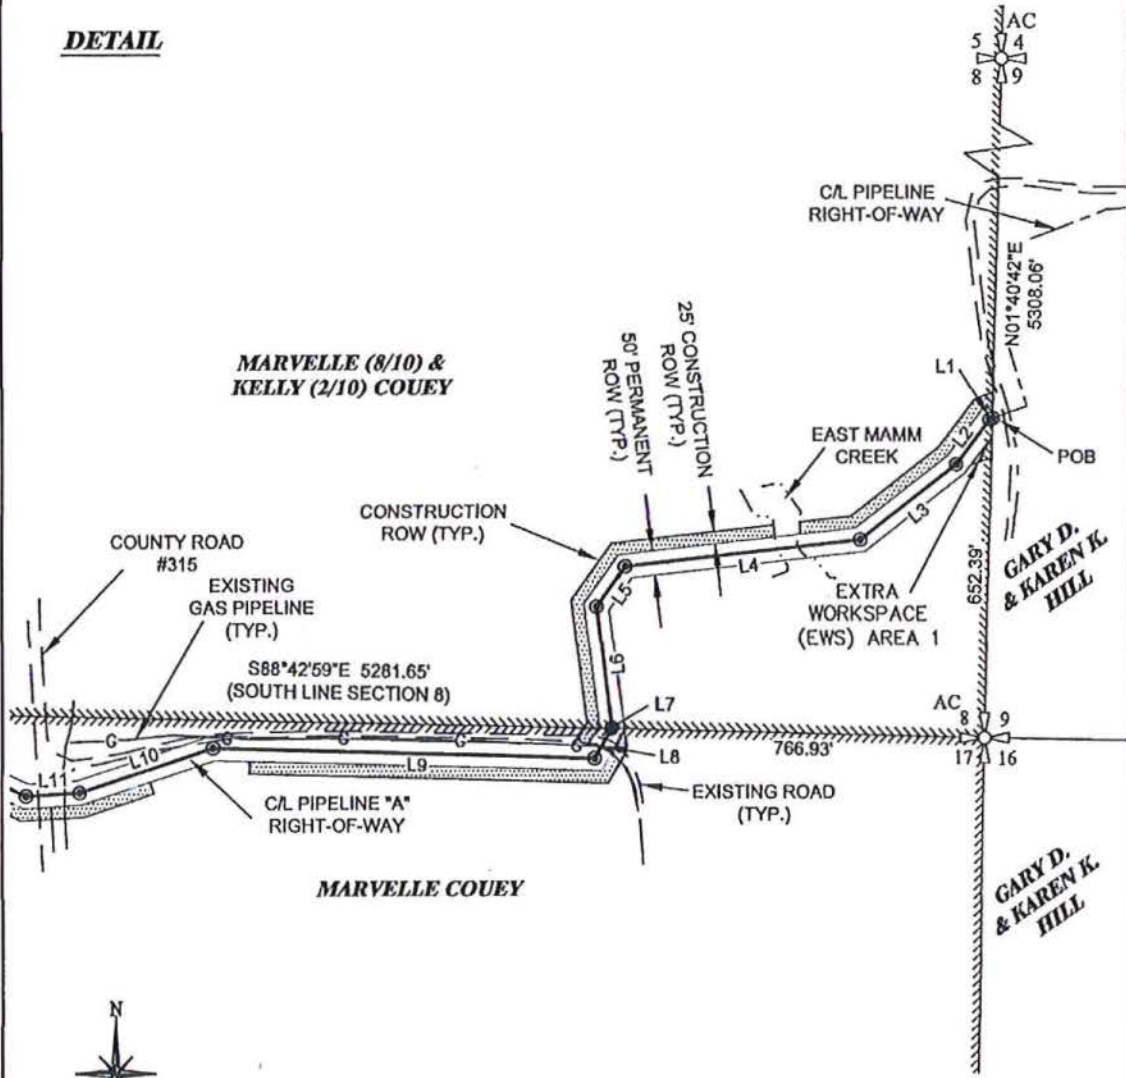 DETAIL
AC
5 4
8 9
C/L PIPELINE
RIGHT-OF-WAY
N01°40'42"E
5308.06'
25' CONSTRUCTION
ROW (TYP.)
50' PERMANENT
ROW (TYP.)
MARVELLE (8/10) &
KELLY (2/10) COUEY
L1
L2
POB
EAST MAMM
CREEK
L3
CONSTRUCTION
ROW (TYP.)
L4
L5
COUNTY ROAD
#315
EXISTING
GAS PIPELINE
(TYP.)
EXTRA
WORKSPACE
(EWS) AREA 1
652.39'
GARY D.
& KAREN K.
HILL
L6
S88°42'59"E 5281.65'
(SOUTH LINE SECTION 8)
L7
AC
8 9
17 16
G G G G G
L8
766.93'
L9
L10
L11
C/L PIPELINE "A"
RIGHT-OF-WAY
EXISTING ROAD
(TYP.)
MARVELLE COUEY
GARY D.
& KAREN K.
HILL
N